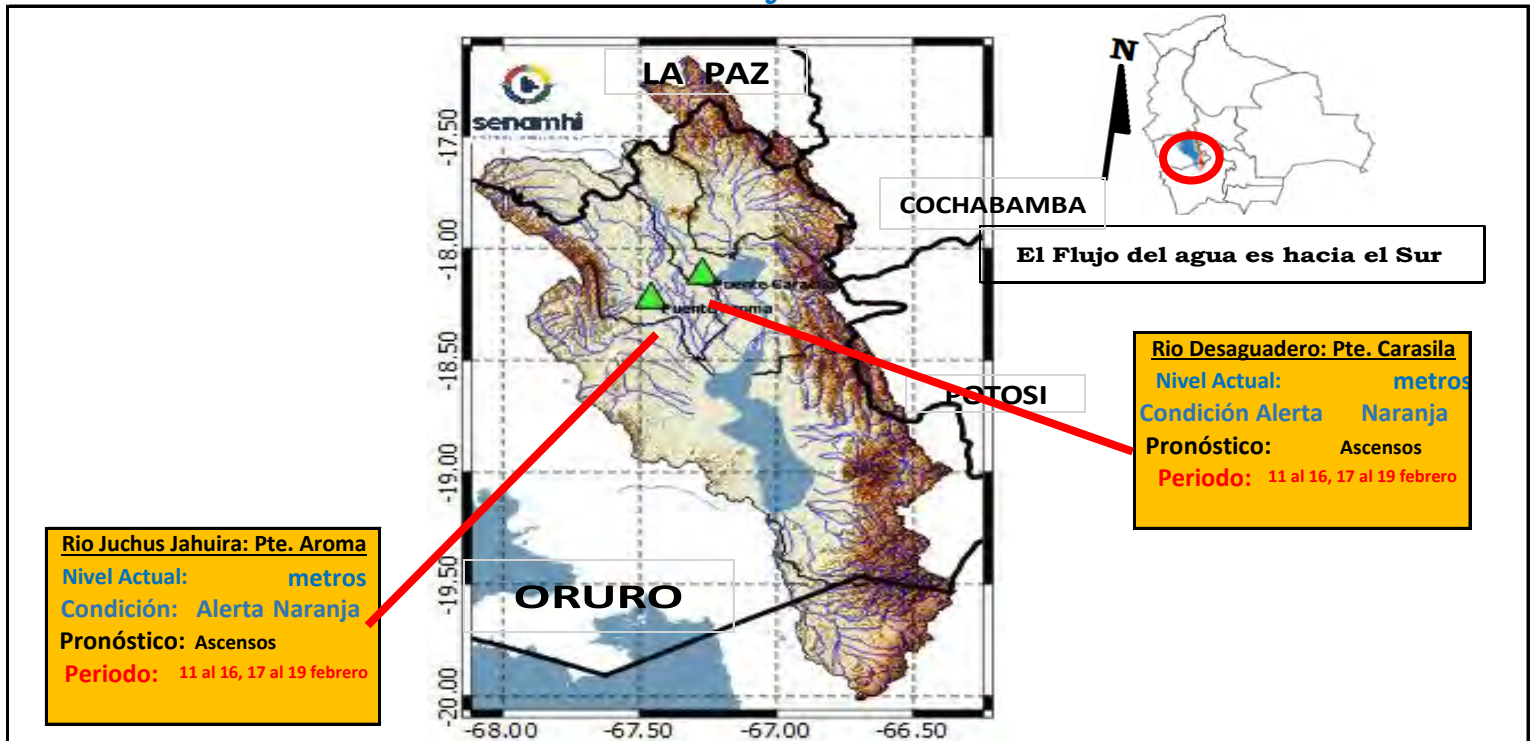 LA PAZ
senamhi
N
COCHABAMBA
El Flujo del agua es hacia el Sur
-17.50
-18.00
-18.50
-19.00
-19.50
-20.00
-68.00
-67.50
-67.00
-66.50
Puente
Puente
POTOSI
ORURO
Rio Desaguadero: Pte. Carasila
Nivel Actual: metros
Condición Alerta Naranja
Pronóstico: Ascensos
Periodo: 11 al 16, 17 al 19 febrero
Rio Juchus Jahuira: Pte. Aroma
Nivel Actual: metros
Condición: Alerta Naranja
Pronóstico: Ascensos
Periodo: 11 al 16, 17 al 19 febrero